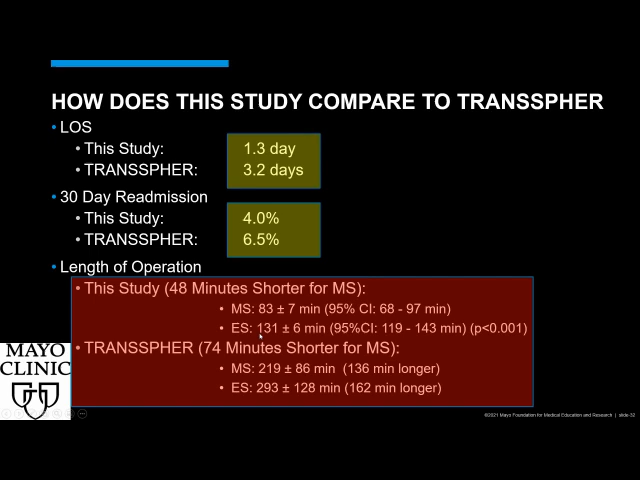 HOW DOES THIS STUDY COMPARE TO TRANSSPHER
• LOS
• This Study: 1.3 day
• TRANSSPHER: 3.2 days
• 30 Day Readmission
• This Study: 4.0%
• TRANSSPHER: 6.5%
• Length of Operation
• This Study (48 Minutes Shorter for MS):
• MS: 83 ± 7 min (95% CI: 68 - 97 min)
• ES: 131 ± 6 min (95%CI: 119 - 143 min) (p<0.001)
• TRANSSPHER (74 Minutes Shorter for MS):
• MS: 219 ± 86 min (136 min longer)
• ES: 293 ± 128 min (162 min longer)
MAYO
CLINIC
©2021 Mayo Foundation for Medical Education and Research | slide-32